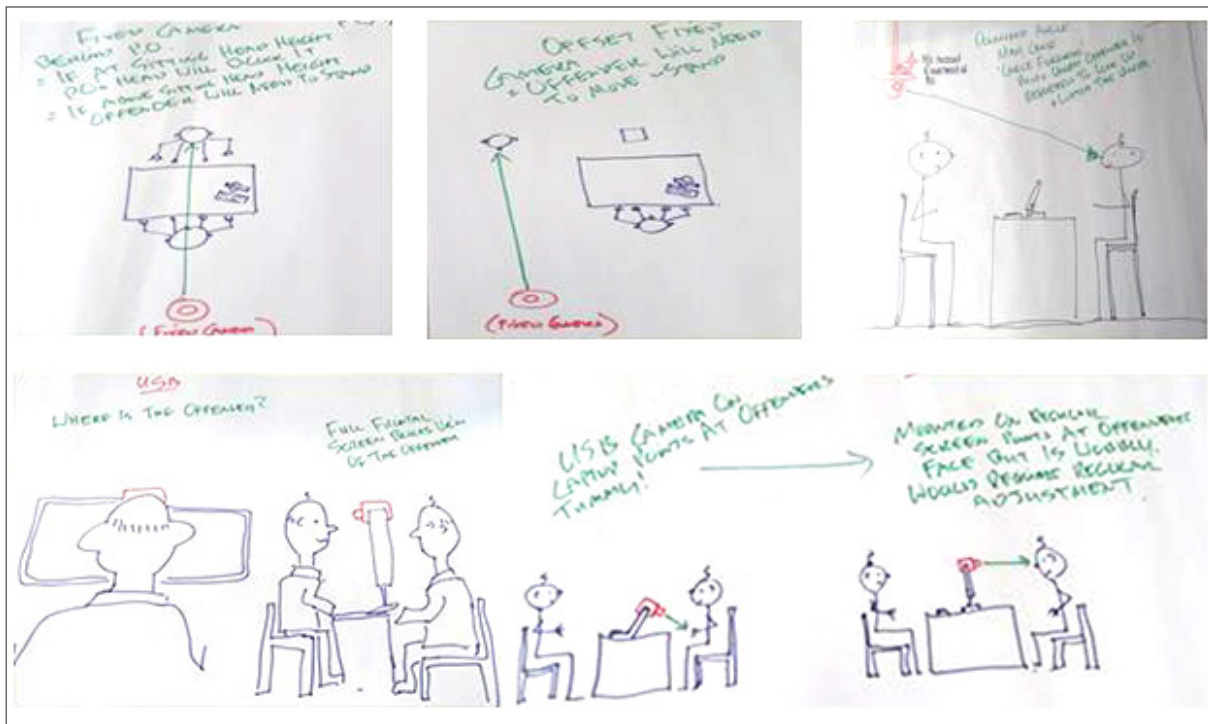 FIXED CAMERA
BEHIND P.O.
= IF AT SITTING HEAD HEIGHT
PO'S HEAD WILL BLOCK IT
= IF ABOVE SITTING HEAD HEIGHT
OFFENDER WILL NEED TO STAND
(FIXED CAMERA)
OFFSET FIXED
CAMERA
= OFFENDER WILL NEED
TO MOVE & STAND
(FIXED CAMERA)
ANGLE
USB
WHERE IS THE OFFENDER?
FULL FRONTAL
SCREEN BLOCKS VIEW
OF THE OFFENDER
USB CAMERA ON
LAPTOP POINTS AT OFFENDERS
TUMMY!
MOUNTED ON REGULAR
SCREEN POINTS AT OFFENDERS
FACE BUT IS WOBBLY.
WOULD REQUIRE REGULAR
ADJUSTMENT.